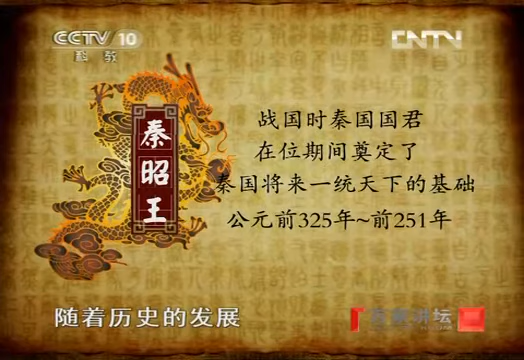 CCTV 10
科教
CNTV
秦昭王
战国时秦国国君
在位期间奠定了
秦国将来一统天下的基础
公元前325年~前251年
随着历史的发展
讲坛